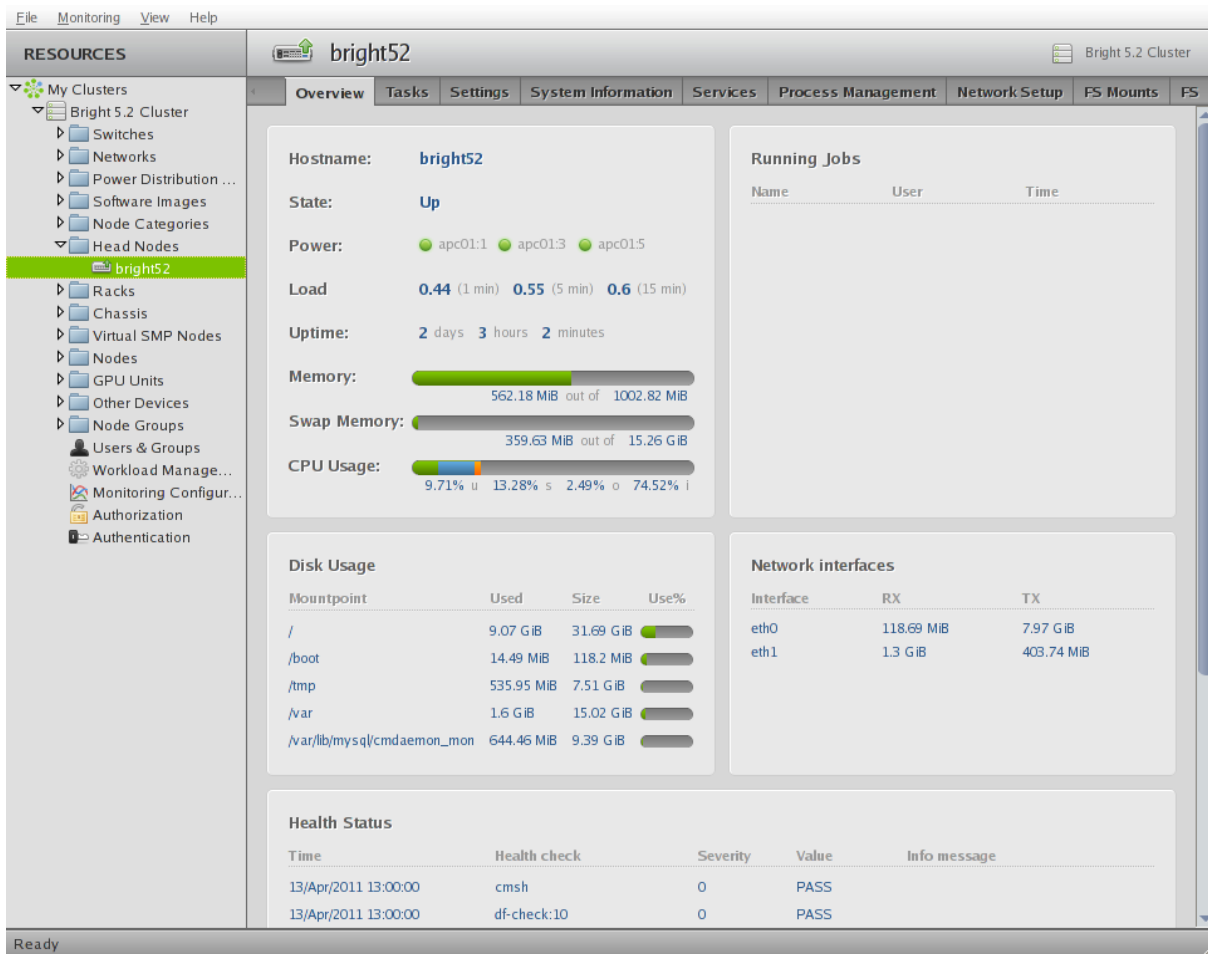 File Monitoring View Help
RESOURCES
bright52
Bright 5.2 Cluster
My Clusters
Bright 5.2 Cluster
Switches
Networks
Power Distribution ...
Software Images
Node Categories
Head Nodes
bright52
Racks
Chassis
Virtual SMP Nodes
Nodes
GPU Units
Other Devices
Node Groups
Users & Groups
Workload Manage...
Monitoring Configur...
Authorization
Authentication
Overview Tasks Settings System Information Services Process Management Network Setup FS Mounts FS
Hostname: bright52
State: Up
Power: apc01:1 apc01:3 apc01:5
Load 0.44 (1 min) 0.55 (5 min) 0.6 (15 min)
Uptime: 2 days 3 hours 2 minutes
Memory:
562.18 MiB out of 1002.82 MiB
Swap Memory:
359.63 MiB out of 15.26 GiB
CPU Usage:
9.71% u 13.28% s 2.49% o 74.52% i
Running Jobs
Name User Time
Disk Usage
Mountpoint Used Size Use%
/ 9.07 GiB 31.69 GiB
/boot 14.49 MiB 118.2 MiB
/tmp 535.95 MiB 7.51 GiB
/var 1.6 GiB 15.02 GiB
/var/lib/mysql/cmdaemon_mon 644.46 MiB 9.39 GiB
Network interfaces
Interface RX TX
eth0 118.69 MiB 7.97 GiB
eth1 1.3 GiB 403.74 MiB
Health Status
Time Health check Severity Value Info message
13/Apr/2011 13:00:00 cmsh 0 PASS
13/Apr/2011 13:00:00 df-check:10 0 PASS
Ready